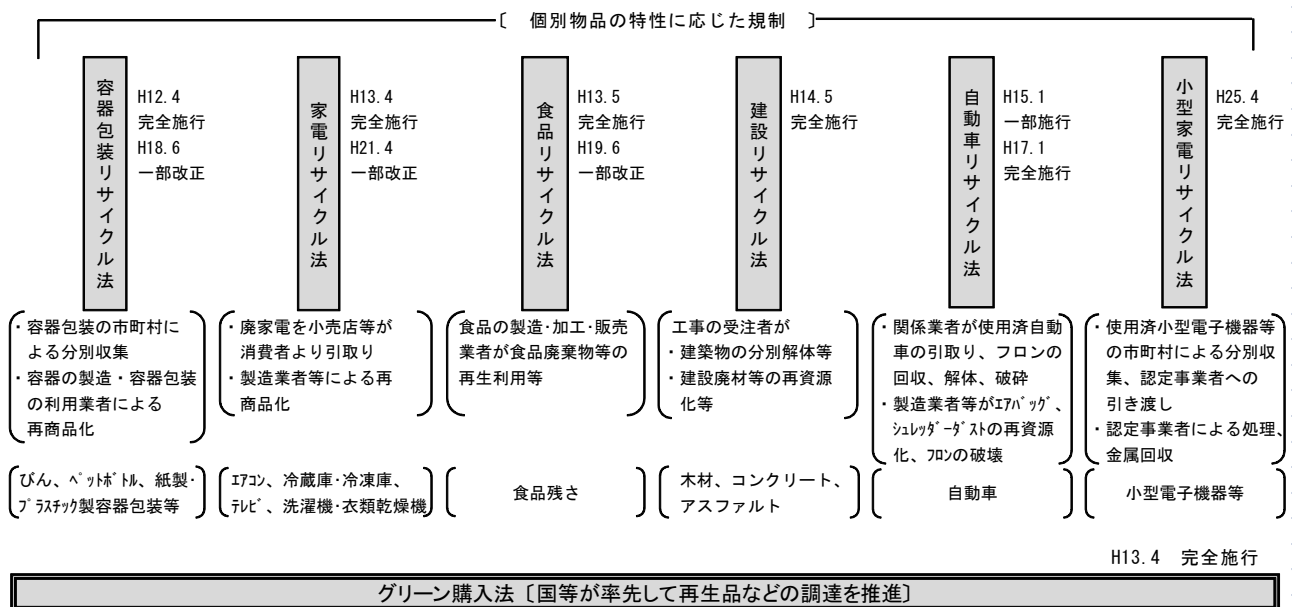 〔 個別物品の特性に応じた規制 〕
容器包装リサイクル法
H12.4
完全施行
H18.6
一部改正
家電リサイクル法
H13.4
完全施行
H21.4
一部改正
食品リサイクル法
H13.5
完全施行
H19.6
一部改正
建設リサイクル法
H14.5
完全施行
自動車リサイクル法
H15.1
一部施行
H17.1
完全施行
小型家電リサイクル法
H25.4
完全施行
・容器包装の市町村に
よる分別収集
・容器の製造・容器包装
の利用業者による
再商品化
・廃家電を小売店等が
消費者より引取り
・製造業者等による再
商品化
食品の製造・加工・販売
業者が食品廃棄物等の
再生利用等
工事の受注者が
・建築物の分別解体等
・建設廃材等の再資源
化等
・関係業者が使用済自動
車の引取り、フロンの
回収、解体、破砕
・製造業者等がｴｱﾊﾞｯｸﾞ、
ｼｭﾚｯﾀﾞｰﾀﾞｽﾄの再資源
化、ﾌﾛﾝの破壊
・使用済小型電子機器等
の市町村による分別収
集、認定事業者への
引き渡し
・認定事業者による処理、
金属回収
びん、ﾍﾟｯﾄﾎﾞﾄﾙ、紙製・
ﾌﾟﾗｽﾁｯｸ製容器包装等
ｴｱｺﾝ、冷蔵庫・冷凍庫、
ﾃﾚﾋﾞ、洗濯機・衣類乾燥機
食品残さ
木材、コンクリート、
アスファルト
自動車
小型電子機器等
H13.4 完全施行
グリーン購入法〔国等が率先して再生品などの調達を推進〕